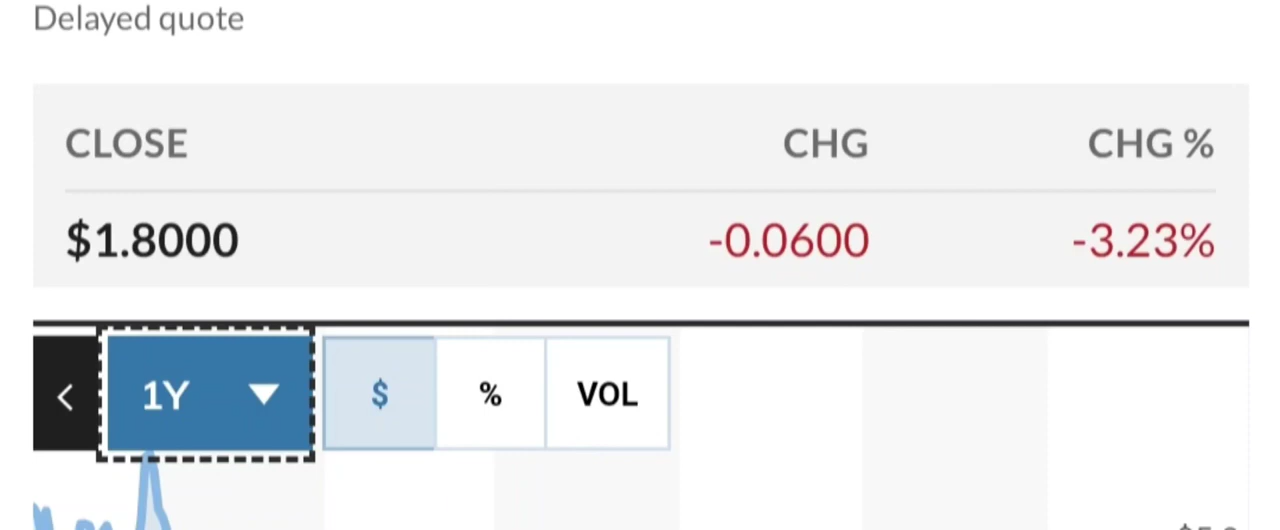 Delayed quote
CLOSE CHG CHG %
$1.8000 -0.0600 -3.23%
< 1Y $ % VOL